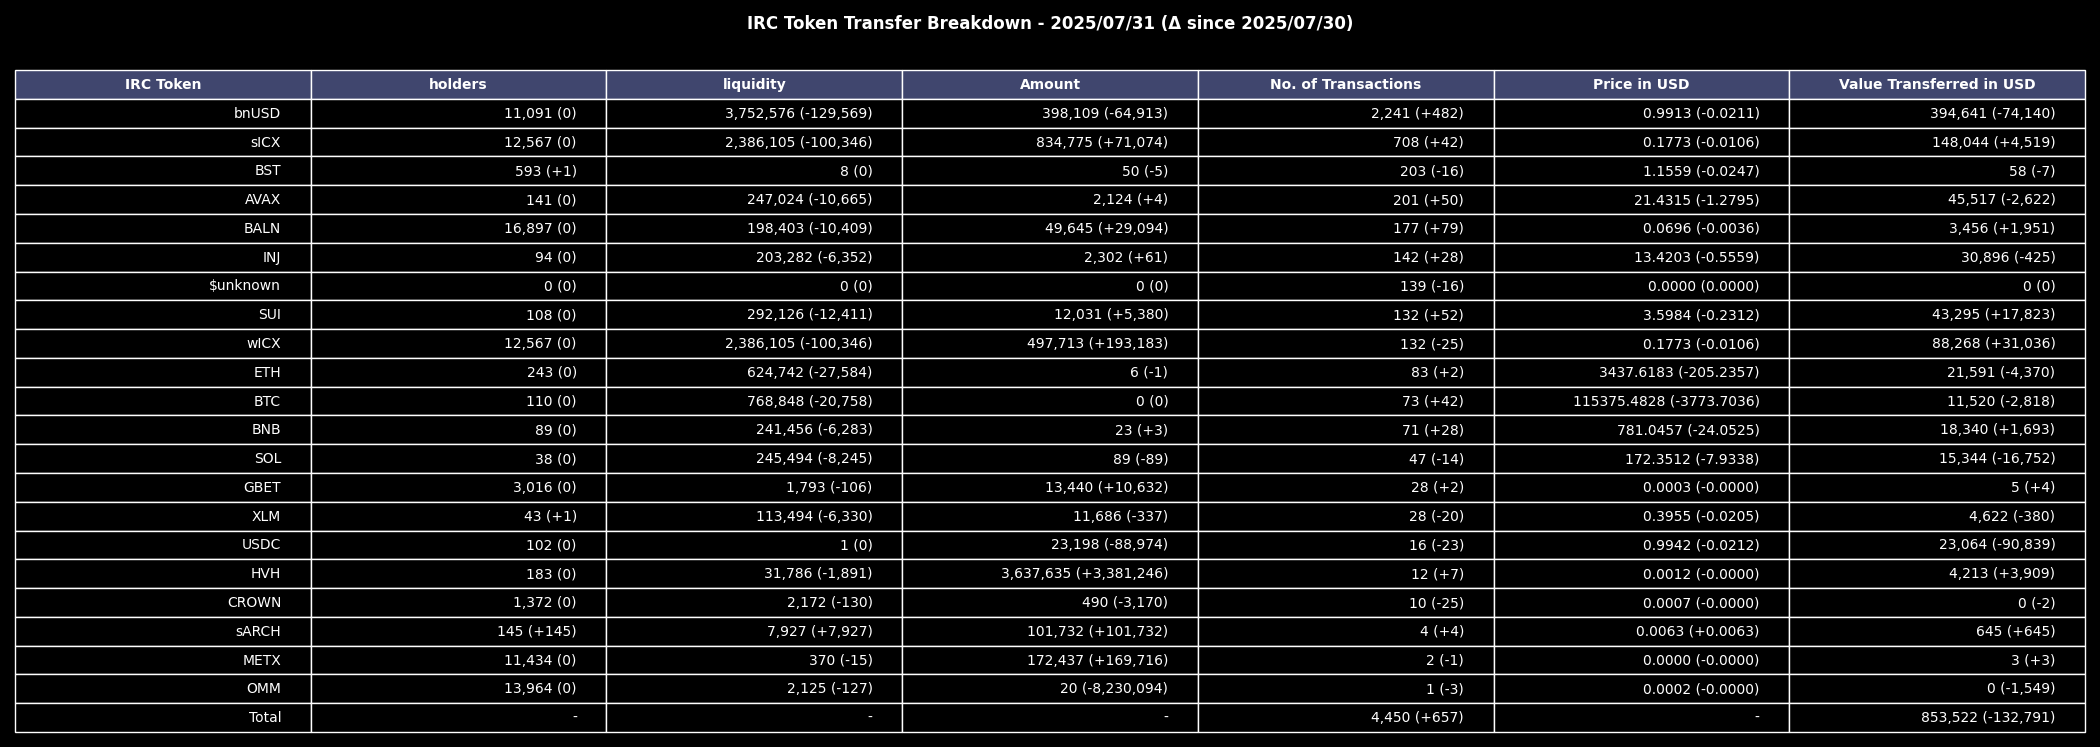 IRC Token Transfer Breakdown - 2025/07/31 (Δ since 2025/07/30)
IRC Token holders liquidity Amount No. of Transactions Price in USD Value Transferred in USD
bnUSD 11,091 (0) 3,752,576 (-129,569) 398,109 (-64,913) 2,241 (+482) 0.9913 (-0.0211) 394,641 (-74,140)
sICX 12,567 (0) 2,386,105 (-100,346) 834,775 (+71,074) 708 (+42) 0.1773 (-0.0106) 148,044 (+4,519)
BST 593 (+1) 8 (0) 50 (-5) 203 (-16) 1.1559 (-0.0247) 58 (-7)
AVAX 141 (0) 247,024 (-10,665) 2,124 (+4) 201 (+50) 21.4315 (-1.2795) 45,517 (-2,622)
BALN 16,897 (0) 198,403 (-10,409) 49,645 (+29,094) 177 (+79) 0.0696 (-0.0036) 3,456 (+1,951)
INJ 94 (0) 203,282 (-6,352) 2,302 (+61) 142 (+28) 13.4203 (-0.5559) 30,896 (-425)
$unknown 0 (0) 0 (0) 0 (0) 139 (-16) 0.0000 (0.0000) 0 (0)
SUI 108 (0) 292,126 (-12,411) 12,031 (+5,380) 132 (+52) 3.5984 (-0.2312) 43,295 (+17,823)
wICX 12,567 (0) 2,386,105 (-100,346) 497,713 (+193,183) 132 (-25) 0.1773 (-0.0106) 88,268 (+31,036)
ETH 243 (0) 624,742 (-27,584) 6 (-1) 83 (+2) 3437.6183 (-205.2357) 21,591 (-4,370)
BTC 110 (0) 768,848 (-20,758) 0 (0) 73 (+42) 115375.4828 (-3773.7036) 11,520 (-2,818)
BNB 89 (0) 241,456 (-6,283) 23 (+3) 71 (+28) 781.0457 (-24.0525) 18,340 (+1,693)
SOL 38 (0) 245,494 (-8,245) 89 (-89) 47 (-14) 172.3512 (-7.9338) 15,344 (-16,752)
GBET 3,016 (0) 1,793 (-106) 13,440 (+10,632) 28 (+2) 0.0003 (-0.0000) 5 (+4)
XLM 43 (+1) 113,494 (-6,330) 11,686 (-337) 28 (-20) 0.3955 (-0.0205) 4,622 (-380)
USDC 102 (0) 1 (0) 23,198 (-88,974) 16 (-23) 0.9942 (-0.0212) 23,064 (-90,839)
HVH 183 (0) 31,786 (-1,891) 3,637,635 (+3,381,246) 12 (+7) 0.0012 (-0.0000) 4,213 (+3,909)
CROWN 1,372 (0) 2,172 (-130) 490 (-3,170) 10 (-25) 0.0007 (-0.0000) 0 (-2)
sARCH 145 (+145) 7,927 (+7,927) 101,732 (+101,732) 4 (+4) 0.0063 (+0.0063) 645 (+645)
METX 11,434 (0) 370 (-15) 172,437 (+169,716) 2 (-1) 0.0000 (-0.0000) 3 (+3)
OMM 13,964 (0) 2,125 (-127) 20 (-8,230,094) 1 (-3) 0.0002 (-0.0000) 0 (-1,549)
Total - - - 4,450 (+657) - 853,522 (-132,791)